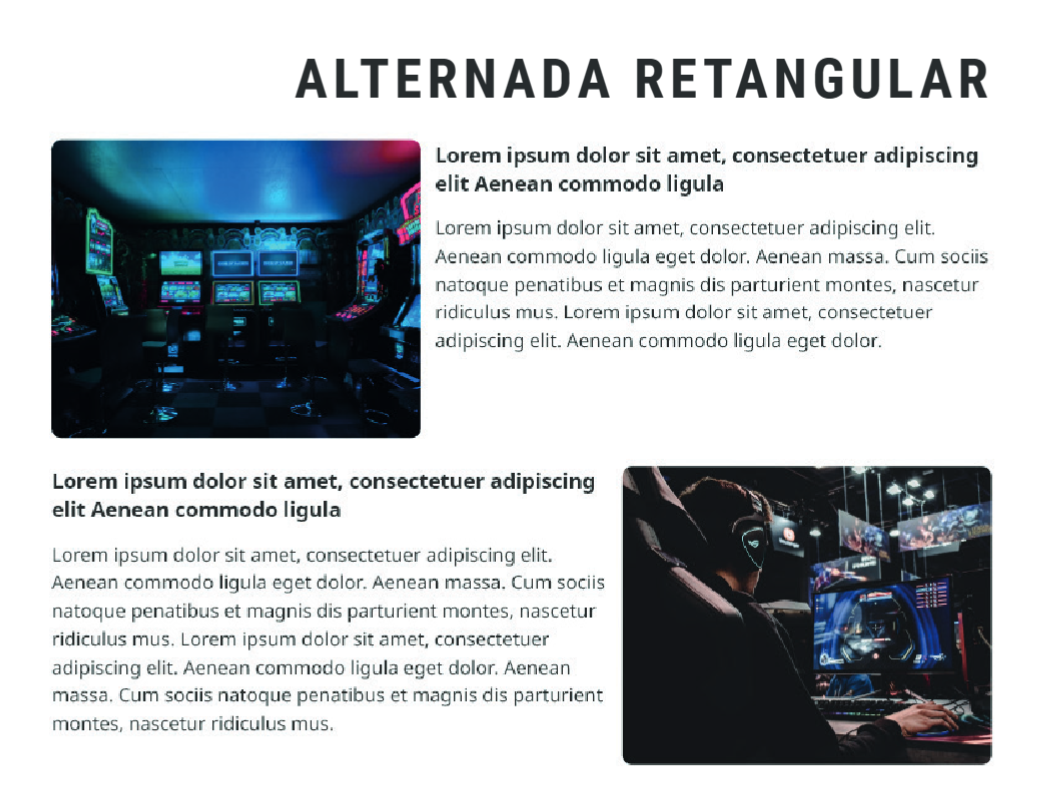 ALTERNADA RETANGULAR
Lorem ipsum dolor sit amet, consectetuer adipiscing
elit Aenean commodo ligula
Lorem ipsum dolor sit amet, consectetuer adipiscing elit.
Aenean commodo ligula eget dolor. Aenean massa. Cum sociis
natoque penatibus et magnis dis parturient montes, nascetur
ridiculus mus. Lorem ipsum dolor sit amet, consectetuer
adipiscing elit. Aenean commodo ligula eget dolor.
Lorem ipsum dolor sit amet, consectetuer adipiscing
elit Aenean commodo ligula
Lorem ipsum dolor sit amet, consectetuer adipiscing elit.
Aenean commodo ligula eget dolor. Aenean massa. Cum sociis
natoque penatibus et magnis dis parturient montes, nascetur
ridiculus mus. Lorem ipsum dolor sit amet, consectetuer
adipiscing elit. Aenean commodo ligula eget dolor. Aenean
massa. Cum sociis natoque penatibus et magnis dis parturient
montes, nascetur ridiculus mus.